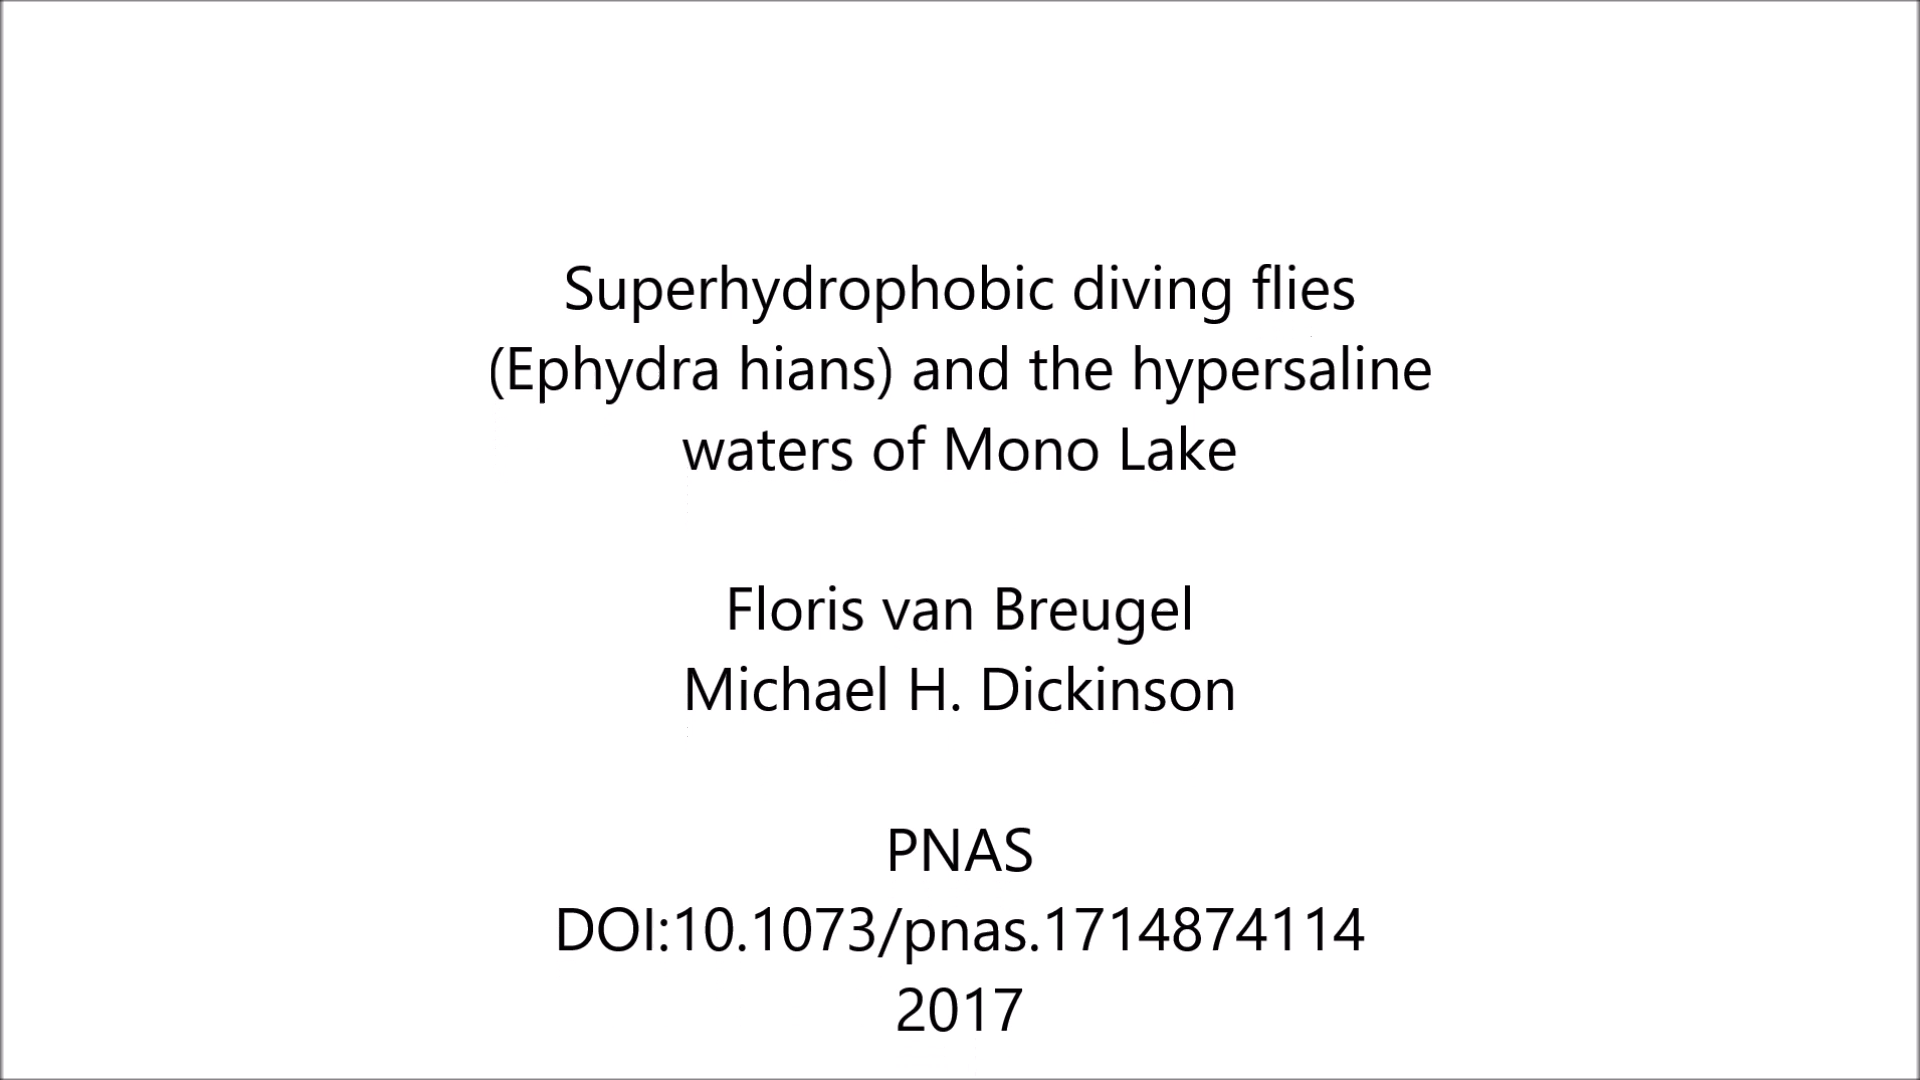 Superhydrophobic diving flies
(Ephydra hians) and the hypersaline
waters of Mono Lake
Floris van Breugel
Michael H. Dickinson
PNAS
DOI:10.1073/pnas.1714874114
2017